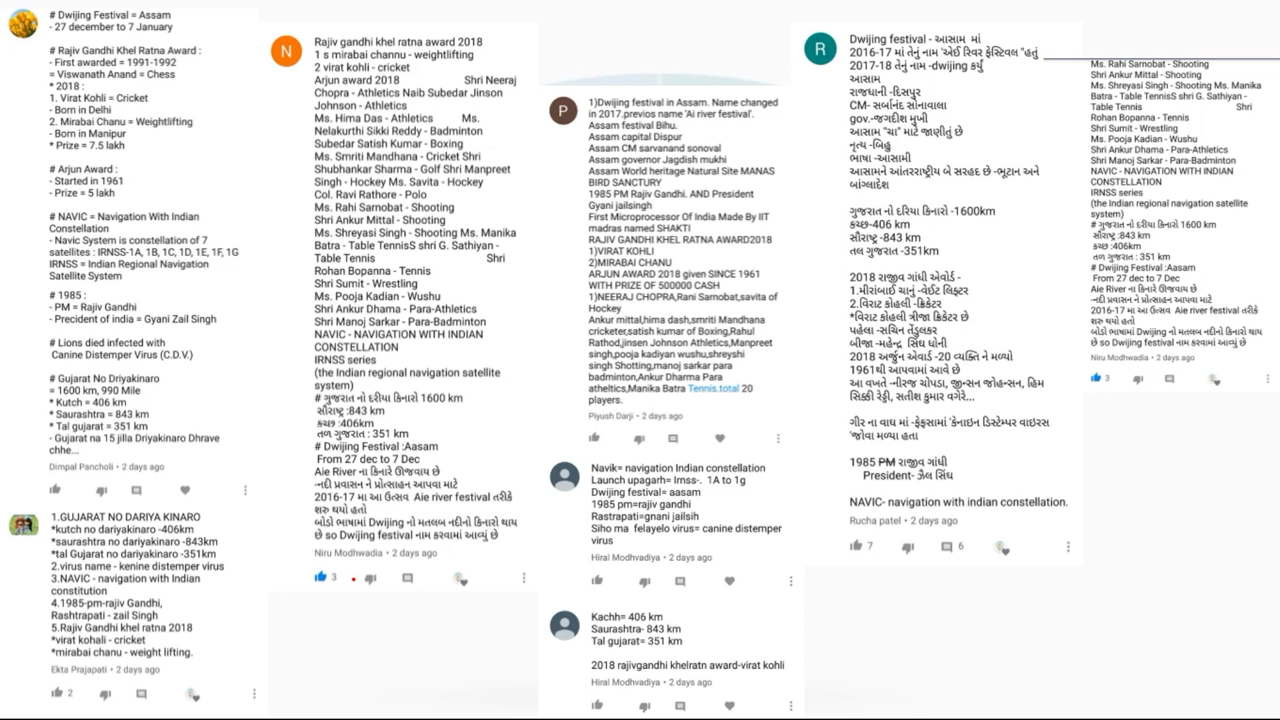 # Dwijing Festival = Assam
- 27 december to 7 January
# Rajiv Gandhi Khel Ratna Award :
- First awarded = 1991-1992
= Viswanath Anand = Chess
* 2018 :
1. Virat Kohli = Cricket
- Born in Delhi
2. Mirabai Chanu = Weightlifting
- Born in Manipur
* Prize = 7.5 lakh
# Arjun Award :
- Started in 1961
- Prize = 5 lakh
# NAVIC = Navigation With Indian
Constellation
- Navic System is constellation of 7
satellites : IRNSS-1A, 1B, 1C, 1D, 1E, 1F, 1G
IRNSS = Indian Regional Navigation
Satellite System
# 1985 :
- PM = Rajiv Gandhi
- President of india = Gyani Zail Singh
# Lions died infected with
Canine Distemper Virus (C.D.V.)
# Gujarat No Driyakinaro
= 1600 km, 990 Mile
* Kutch = 406 km
* Saurashtra = 843 km
* Tal gujarat = 351 km
- Gujarat na 15 jilla Driyakinaro Dhrave
chhe...
Dimpal Pancholi • 2 days ago
1.GUJARAT NO DARIYA KINARO
*kutch no dariyakinaro -406km
*saurashtra no dariyakinaro -843km
*tal Gujarat no dariyakinaro -351km
2.virus name - kenine distemper virus
3.NAVIC - navigation with Indian
constitution
4.1985-pm-rajiv Gandhi,
Rashtrapati - zail Singh
5.Rajiv Gandhi khel ratna 2018
*virat kohali - cricket
*mirabai chanu - weight lifting.
Ekta Prajapati • 2 days ago
2
N
Rajiv gandhi khel ratna award 2018
1 s mirabai channu - weightlifting
2 virat kohli - cricket
Arjun award 2018 Shri Neeraj
Chopra - Athletics Naib Subedar Jinson
Johnson - Athletics
Ms. Hima Das - Athletics Ms.
Nelakurthi Sikki Reddy - Badminton
Subedar Satish Kumar - Boxing
Ms. Smriti Mandhana - Cricket Shri
Shubhankar Sharma - Golf Shri Manpreet
Singh - Hockey Ms. Savita - Hockey
Col. Ravi Rathore - Polo
Ms. Rahi Sarnobat - Shooting
Shri Ankur Mittal - Shooting
Ms. Shreyasi Singh - Shooting Ms. Manika
Batra - Table TennisS shri G. Sathiyan -
Table Tennis Shri
Rohan Bopanna - Tennis
Shri Sumit - Wrestling
Ms. Pooja Kadian - Wushu
Shri Ankur Dhama - Para-Athletics
Shri Manoj Sarkar - Para-Badminton
NAVIC - NAVIGATION WITH INDIAN
CONSTELLATION
IRNSS series
(the Indian regional navigation satellite
system)
# ગુજરાત નો દરીયા કિનારો 1600 km
સૌરાષ્ટ્ર :843 km
કચ્છ :406km
તળ ગુજરાત : 351 km
# Dwijing Festival :Aasam
From 27 dec to 7 Dec
Aie River ના કિનારે ઊજવાય છે
-નદી પ્રવાસન ને પ્રોત્સાહન આપવા માટે
2016-17 મા આ ઉત્સવ Aie river festival તરીકે
શરુ થયો હતો
બોડો ભાષામાં Dwijing નો મતલબ નદીનો કિનારો થાય
છે so Dwijing festival નામ કરવામાં આવ્યું છે
Niru Modhwadia • 2 days ago
3
P
1)Dwijing festival in Assam. Name changed
in 2017.previos name 'Ai river festival'.
Assam festival Bihu.
Assam capital Dispur
Assam CM sarvanand sonoval
Assam governor Jagdish mukhi
Assam World heritage Natural Site MANAS
BIRD SANCTURY
1985 PM Rajiv Gandhi. AND President
Gyani jailsingh
First Microprocessor Of India Made By IIT
madras named SHAKTI
RAJIV GANDHI KHEL RATNA AWARD2018
1)VIRAT KOHLI
2)MIRABAI CHANU
ARJUN AWARD 2018 given SINCE 1961
WITH PRIZE OF 500000 CASH
1)NEERAJ CHOPRA,Rani Sarnobat,savita of
Hockey
Ankur mittal,hima dash,smriti Mandhana
cricketer,satish kumar of Boxing,Rahul
Rathod,jinsen Johnson Athletics,Manpreet
singh,pooja kadiyan wushu,shreyshi
singh Shotting,manoj sarkar para
badminton,Ankur Dharma Para
atheltics,Manika Batra Tennis.total 20
players.
Piyush Darji • 2 days ago
Navik= navigation Indian constellation
Launch upagarh= Irnss-. 1A to 1g
Dwijing festival= aasam
1985 pm=rajiv gandhi
Rastrapati=gnani jailsih
Siho ma felayelo virus= canine distemper
virus
Hiral Modhvadiya • 2 days ago
Kachh= 406 km
Saurashtra- 843 km
Tal gujarat= 351 km
2018 rajivgandhi khelratn award-virat kohli
Hiral Modhvadiya • 2 days ago
R
Dwijing festival - આસામ માં
2016-17 માં તેનું નામ 'એઈ રિવર ફેસ્ટિવલ "હતું
2017-18 તેનું નામ -dwijing કર્યું
આસામ
રાજધાની -દિસપુર
CM- સર્બાનંદ સોનાવાલા
gov.-જગદીશ મુખી
આસામ "ચા" માટે જાણીતું છે
નૃત્ય -બિહુ
ભાષા -આસામી
આસામને આંતરરાષ્ટ્રીય બે સરહદ છે -ભૂટાન અને
બાંગ્લાદેશ
ગુજરાત નો દરિયા કિનારો -1600km
કચ્છ-406 km
સૌરાષ્ટ્ર -843 km
તલ ગુજરાત -351km
2018 રાજીવ ગાંધી એવોર્ડ -
1.મીરાંબાઈ ચાનું -વેઈટ લિફ્ટર
2.વિરાટ કોહલી -ક્રિકેટર
*વિરાટ કોહલી ત્રીજા ક્રિકેટર છે
પહેલા -સચિન તેંડુલકર
બીજા -મહેન્દ્ર સિંઘ ધોની
2018 અર્જુન એવાર્ડ -20 વ્યક્તિ ને મળ્યો
1961થી આપવામાં આવે છે
આ વખતે -નીરજ ચોપડા, જીન્સન જોહન્સન, હિમ
સિક્કી રેડ્ડી, સતીશ કુમાર વગેરે...
ગીર ના વાઘ માં -ફેફસામાં 'કેનાઇન ડિસ્ટેમ્પર વાઇરસ
'જોવા મળ્યા હતા
1985 PM રાજીવ ગાંધી
President- ઝૈલ સિંઘ
NAVIC- navigation with indian constellation.
Rucha patel • 2 days ago
7
6
Ms. Rahi Sarnobat - Shooting
Shri Ankur Mittal - Shooting
Ms. Shreyasi Singh - Shooting Ms. Manika
Batra - Table TennisS shri G. Sathiyan -
Table Tennis Shri
Rohan Bopanna - Tennis
Shri Sumit - Wrestling
Ms. Pooja Kadian - Wushu
Shri Ankur Dhama - Para-Athletics
Shri Manoj Sarkar - Para-Badminton
NAVIC - NAVIGATION WITH INDIAN
CONSTELLATION
IRNSS series
(the Indian regional navigation satellite
system)
# ગુજરાત નો દરીયા કિનારો 1600 km
સૌરાષ્ટ્ર :843 km
કચ્છ :406km
તળ ગુજરાત : 351 km
# Dwijing Festival :Aasam
From 27 dec to 7 Dec
Aie River ના કિનારે ઊજવાય છે
-નદી પ્રવાસન ને પ્રોત્સાહન આપવા માટે
2016-17 મા આ ઉત્સવ Aie river festival તરીકે
શરુ થયો હતો
બોડો ભાષામાં Dwijing નો મતલબ નદીનો કિનારો થાય
છે so Dwijing festival નામ કરવામાં આવ્યું છે
Niru Modhwadia • 2 days ago
3